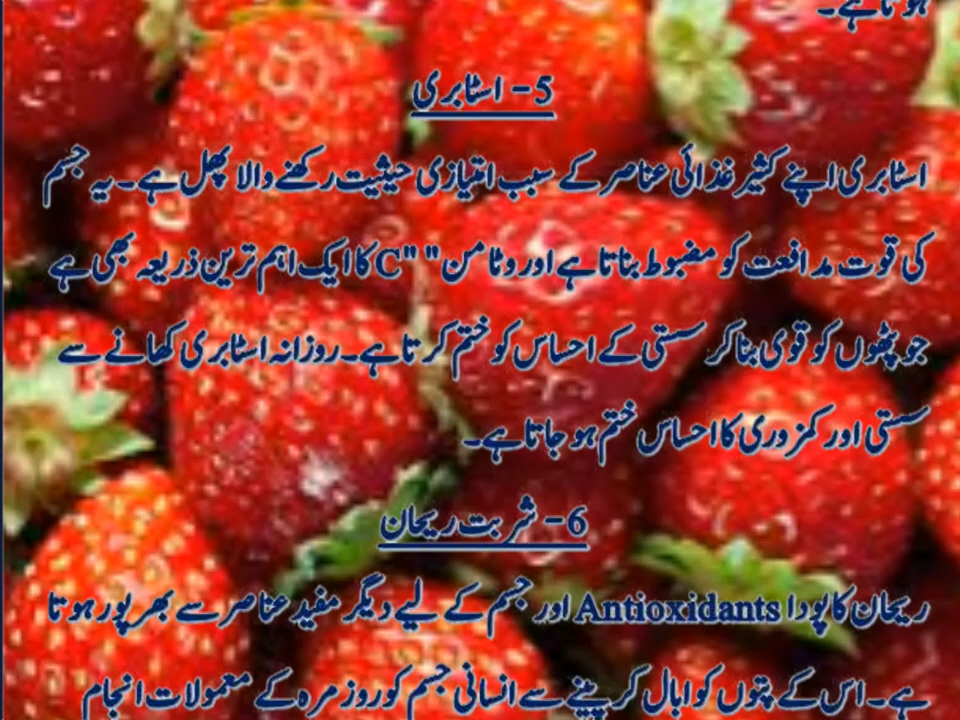 ہوتا ہے۔
5- اسٹابری
اسٹابری اپنے کثیر غذائی عناصر کے سبب امتیازی حیثیت رکھنے والا پھل ہے۔ یہ جسم
کی قوت مدافعت کو مضبوط بناتا ہے اور وٹامن" "C کا ایک اہم ترین ذریعہ بھی ہے
جو پٹھوں کو قوی بنا کر سستی کے احساس کو ختم کرتا ہے۔ روزانہ اسٹابری کھانے سے
سستی اور کمزوری کا احساس ختم ہو جاتا ہے۔
6- شربت ریحان
ریحان کا پودا Antioxidants اور جسم کے لیے دیگر مفید عناصر سے بھرپور ہوتا
ہے۔ اس کے پتوں کو ابال کر پینے سے انسانی جسم کو روز مرہ کے معمولات انجام